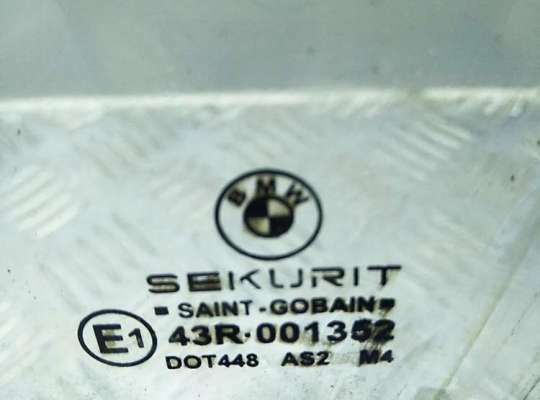 BMW
SEKURIT
SAINT-GOBAIN
E1 43R-001352
DOT448 AS2 M4